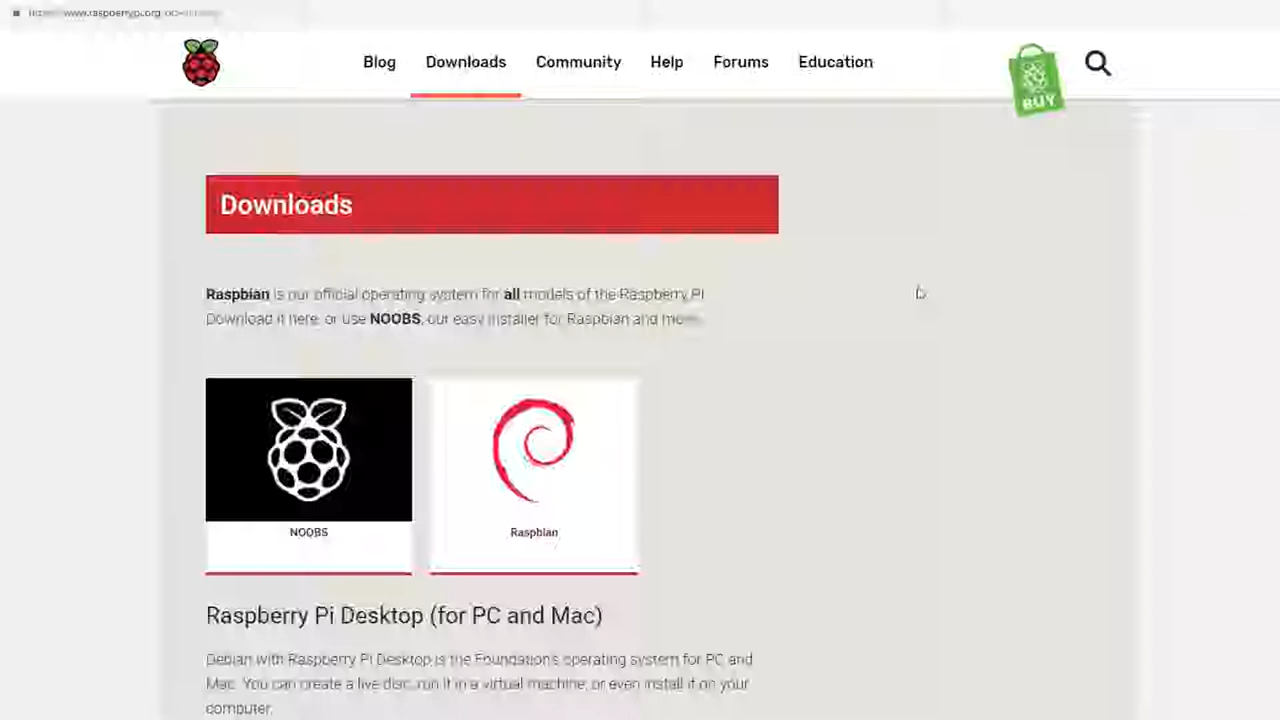 www.raspberrypi.org
Blog Downloads Community Help Forums Education
BUY
Downloads
Raspbian is our official operating system for all models of the Raspberry Pi
Download it here, or use NOOBS, our easy installer for Raspbian and more.
NOOBS Raspbian
Raspberry Pi Desktop (for PC and Mac)
Debian with Raspberry Pi Desktop is the Foundation's operating system for PC and
Mac. You can create a live disc, run it in a virtual machine, or even install it on your
computer.